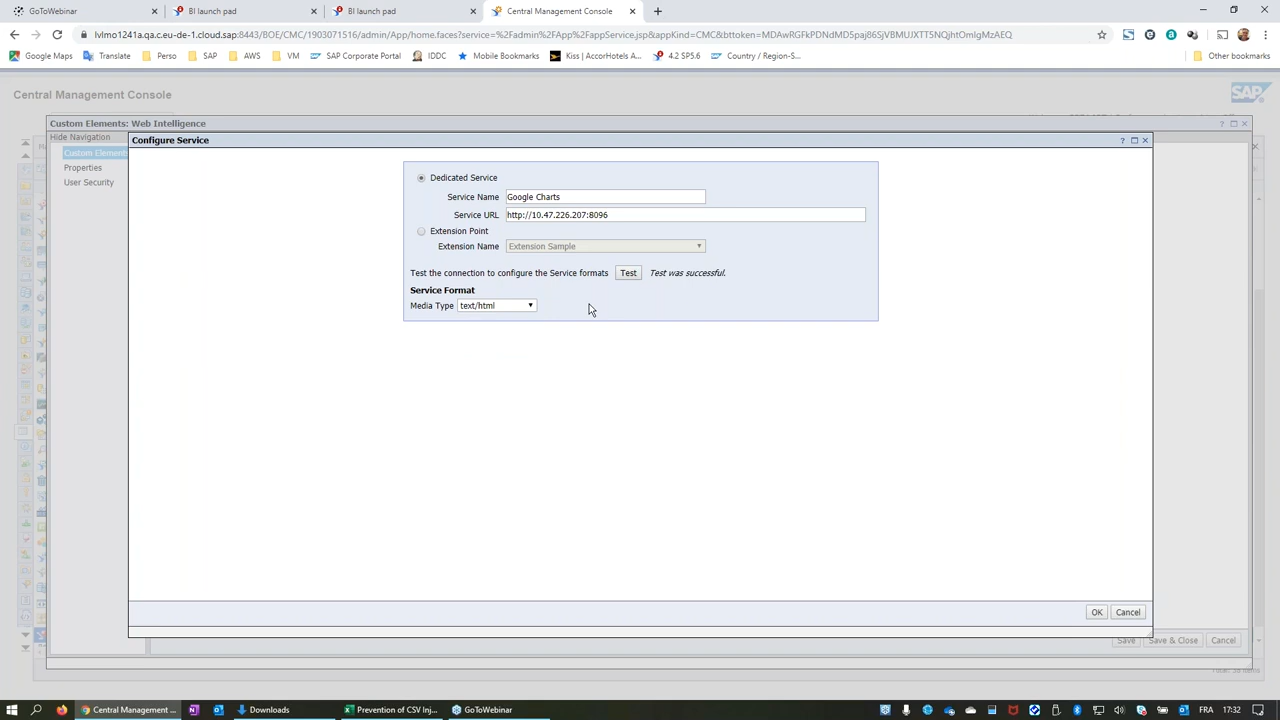 GoToWebinar
BI launch pad
BI launch pad
Central Management Console
lvlmo1241a.qa.c.eu-de-1.cloud.sap:8443/BOE/CMC/1903071516/admin/App/home.faces?service=%2Fadmin%2FApp%2FappService.jsp&appKind=CMC&bttoken=MDAwRGFkPDNdMD5paj86SjVBMUJXTT5NQjhtOmlgMzAEQ
Google Maps
Translate
Perso
SAP
AWS
VM
SAP Corporate Portal
IDDC
Mobile Bookmarks
Kiss | AccorHotels A...
4.2 SP5.6
Country / Region-S...
Other bookmarks
Central Management Console
SAP
Custom Elements: Web Intelligence
Hide Navigation
Configure Service
Custom Elements
Properties
User Security
Dedicated Service
Service Name Google Charts
Service URL http://10.47.226.207:8096
Extension Point
Extension Name Extension Sample
Test the connection to configure the Service formats Test Test was successful.
Service Format
Media Type text/html
OK Cancel
Save Save & Close Cancel
Central Management ...
Downloads
Prevention of CSV Inj...
GoToWebinar
FRA 17:32